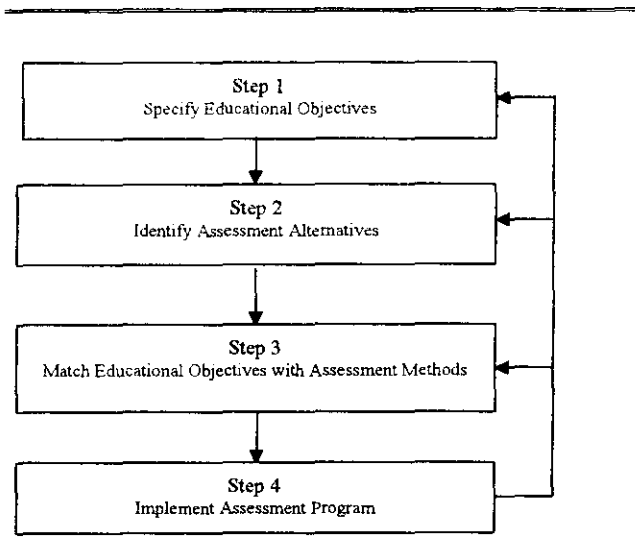 Step 1
Specify Educational Objectives
Step 2
Identify Assessment Alternatives
Step 3
Match Educational Objectives with Assessment Methods
Step 4
Implement Assessment Program